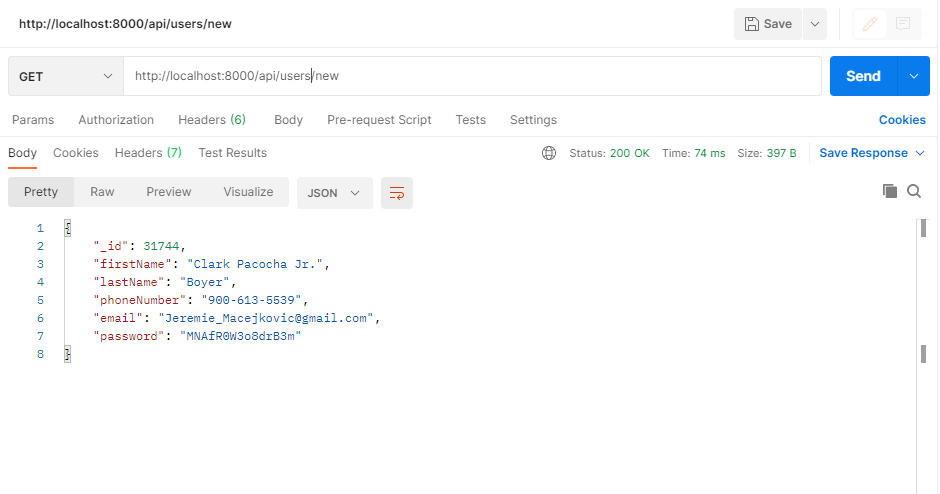 http://localhost:8000/api/users/new Save
GET http://localhost:8000/api/users/new Send
Params Authorization Headers (6) Body Pre-request Script Tests Settings Cookies
Body Cookies Headers (7) Test Results Status: 200 OK Time: 74 ms Size: 397 B Save Response
Pretty Raw Preview Visualize JSON
1 {
2 "_id": 31744,
3 "firstName": "Clark Pacocha Jr.",
4 "lastName": "Boyer",
5 "phoneNumber": "900-613-5539",
6 "email": "Jeremie_Macejkovic@gmail.com",
7 "password": "MNAfR0W3o8drB3m"
8 }